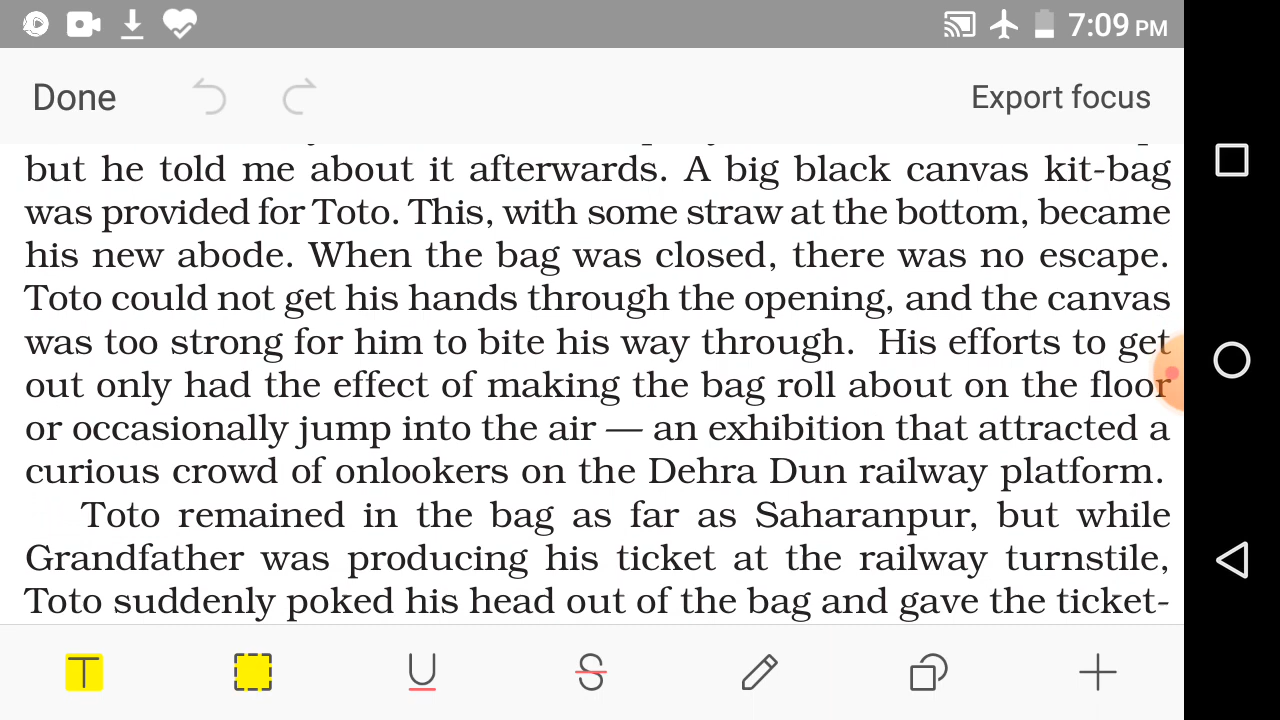 7:09 PM
Done
Export focus
but he told me about it afterwards. A big black canvas kit-bag
was provided for Toto. This, with some straw at the bottom, became
his new abode. When the bag was closed, there was no escape.
Toto could not get his hands through the opening, and the canvas
was too strong for him to bite his way through. His efforts to get
out only had the effect of making the bag roll about on the floor
or occasionally jump into the air — an exhibition that attracted a
curious crowd of onlookers on the Dehra Dun railway platform.
Toto remained in the bag as far as Saharanpur, but while
Grandfather was producing his ticket at the railway turnstile,
Toto suddenly poked his head out of the bag and gave the ticket-
T
U
S